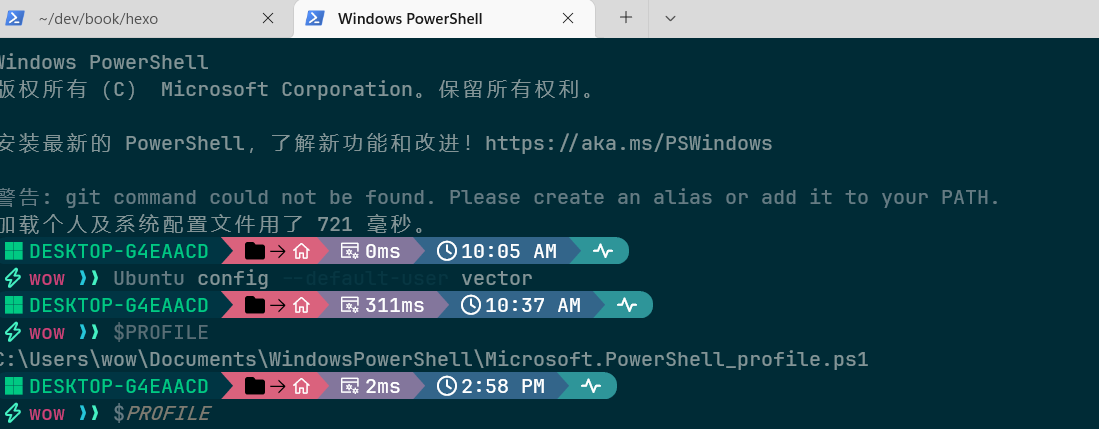 ~/dev/book/hexo
Windows PowerShell
Windows PowerShell
版权所有 (C) Microsoft Corporation。保留所有权利。
安装最新的 PowerShell，了解新功能和改进！https://aka.ms/PSWindows
警告: git command could not be found. Please create an alias or add it to your PATH.
加载个人及系统配置文件用了 721 毫秒。
DESKTOP-G4EAACD 0ms 10:05 AM
wow Ubuntu config --default-user vector
DESKTOP-G4EAACD 311ms 10:37 AM
wow $PROFILE
C:\Users\wow\Documents\WindowsPowerShell\Microsoft.PowerShell_profile.ps1
DESKTOP-G4EAACD 2ms 2:58 PM
wow $PROFILE